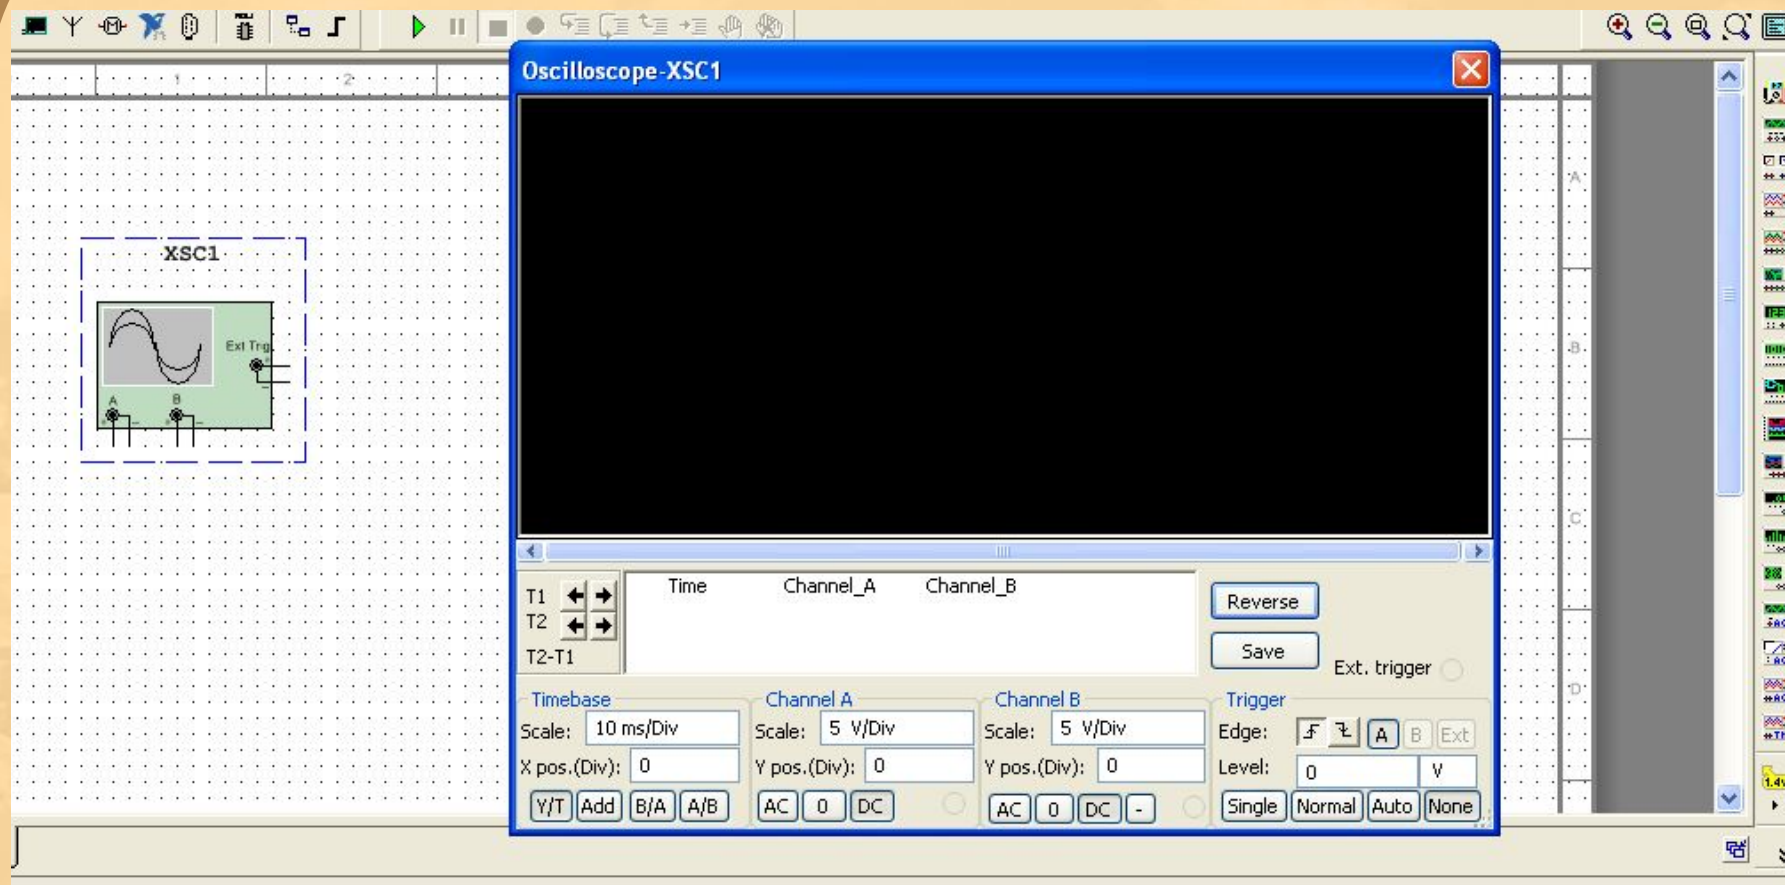 1 2
Oscilloscope-XSC1
A
XSC1
Ext Trig
B
A B
C
Time Channel_A Channel_B
T1
T2
T2-T1
Reverse
Save
Ext. trigger
D
Timebase
Scale: 10 ms/Div
X pos.(Div): 0
Y/T Add B/A A/B
Channel A
Scale: 5 V/Div
Y pos.(Div): 0
AC 0 DC
Channel B
Scale: 5 V/Div
Y pos.(Div): 0
AC 0 DC -
Trigger
Edge: A B Ext
Level: 0 V
Single Normal Auto None